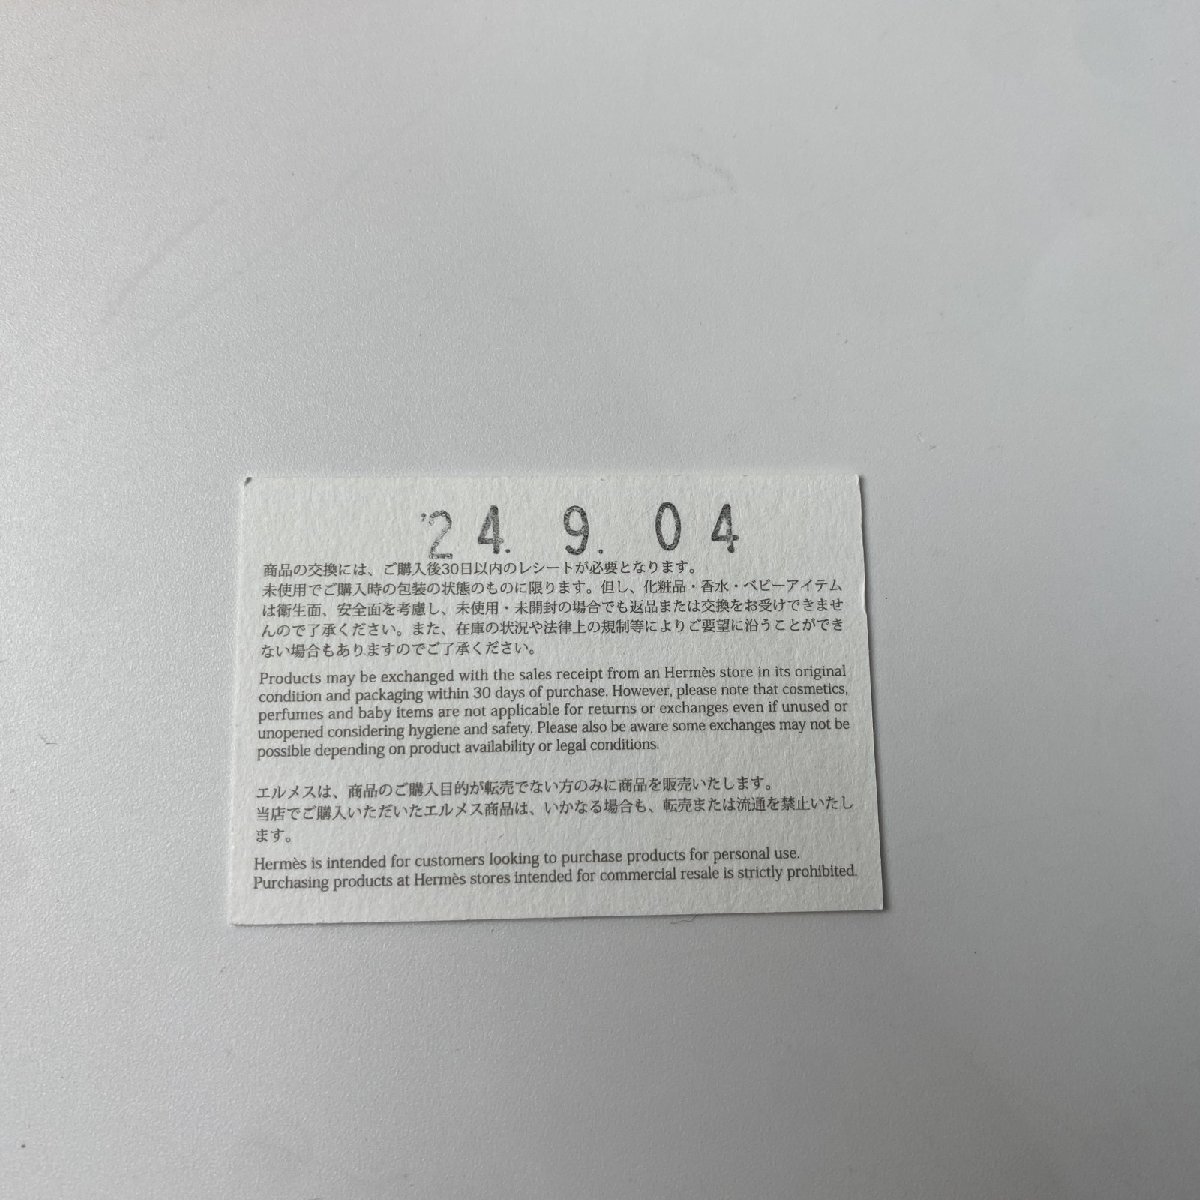 '24. 9. 04
商品の交換には、ご購入後30日以内のレシートが必要となります。
未使用でご購入時の包装の状態のものに限ります。但し、化粧品・香水・ベビーアイテム
は衛生面、安全面を考慮し、未使用・未開封の場合でも返品または交換をお受けできませ
んので了承ください。また、在庫の状況や法律上の規制等によりご要望に沿うことができ
ない場合もありますのでご了承ください。
Products may be exchanged with the sales receipt from an Hermès store in its original
condition and packaging within 30 days of purchase. However, please note that cosmetics,
perfumes and baby items are not applicable for returns or exchanges even if unused or
unopened considering hygiene and safety. Please also be aware some exchanges may not be
possible depending on product availability or legal conditions.
エルメスは、商品のご購入目的が転売でない方のみに商品を販売いたします。
当店でご購入いただいたエルメス商品は、いかなる場合も、転売または流通を禁止いたし
ます。
Hermès is intended for customers looking to purchase products for personal use.
Purchasing products at Hermès stores intended for commercial resale is strictly prohibited.